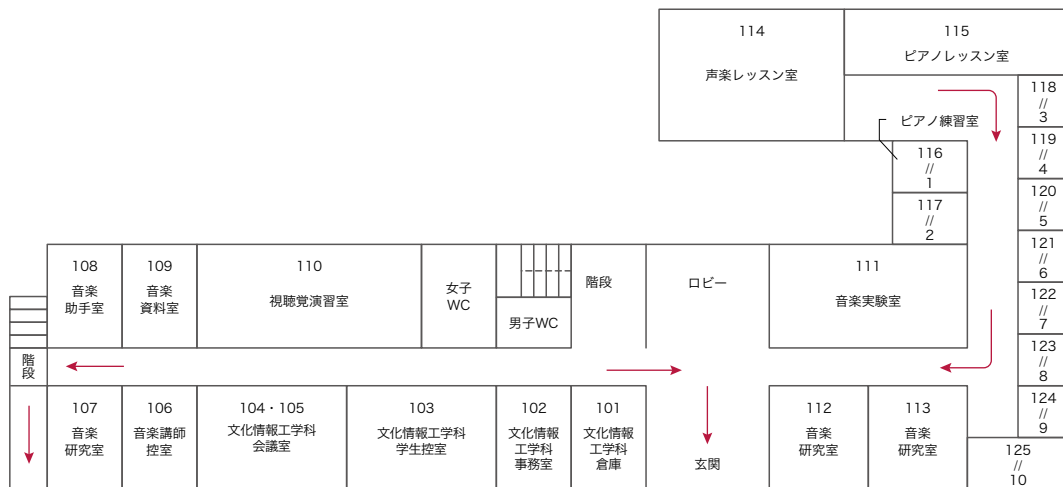 114
声楽レッスン室
115
ピアノレッスン室
ピアノ練習室
116
//
1
117
//
2
118
//
3
119
//
4
120
//
5
121
//
6
122
//
7
123
//
8
124
//
9
125
//
10
108
音楽
助手室
109
音楽
資料室
110
視聴覚演習室
女子
WC
男子WC
階段
ロビー
111
音楽実験室
階
段
107
音楽
研究室
106
音楽講師
控室
104・105
文化情報工学科
会議室
103
文化情報工学科
学生控室
102
文化情報
工学科
事務室
101
文化情報
工学科
倉庫
玄関
112
音楽
研究室
113
音楽
研究室